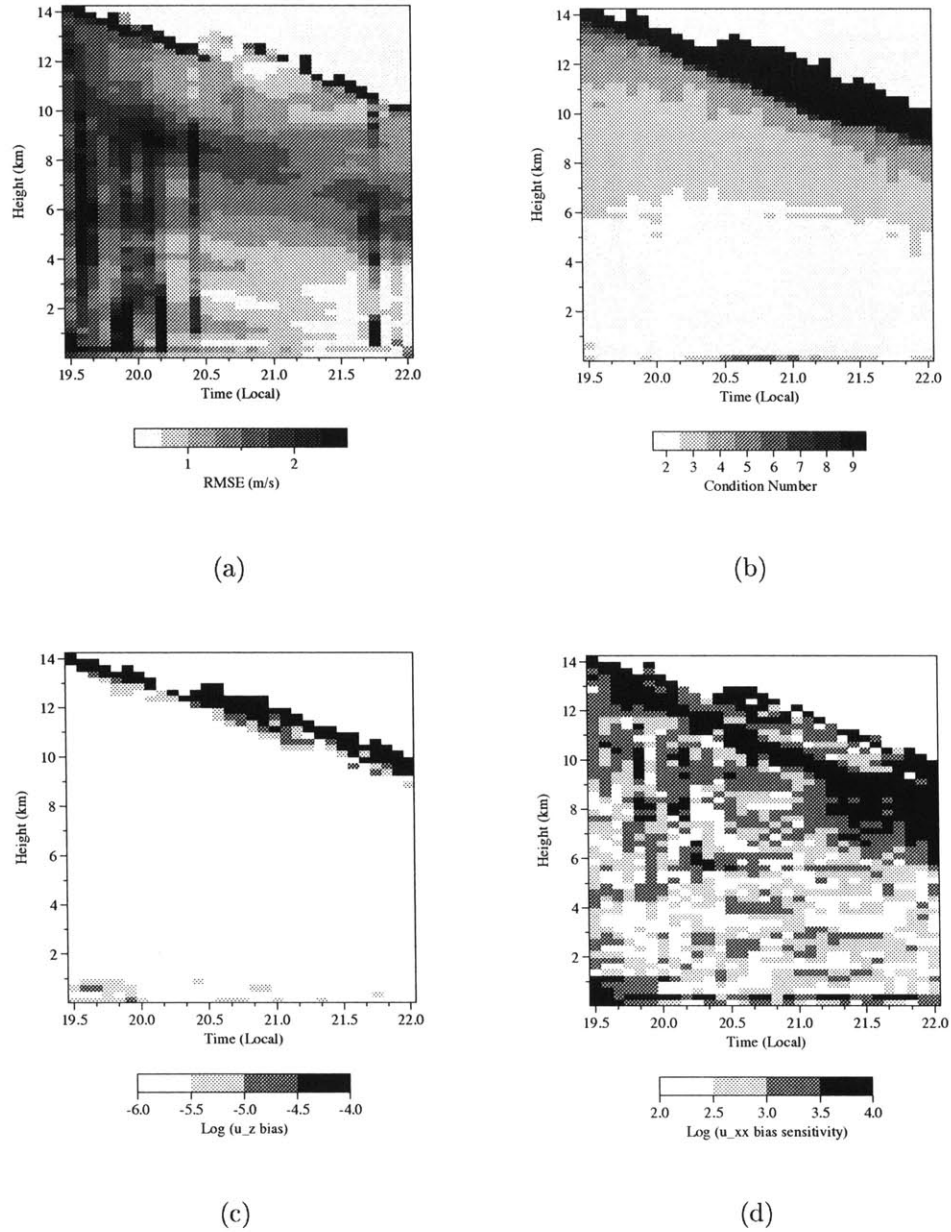 14
12
10
8
6
4
2
Height (km)
19.5 20.0 20.5 21.0 21.5 22.0
Time (Local)
1 2
RMSE (m/s)
(a)
14
12
10
8
6
4
2
Height (km)
19.5 20.0 20.5 21.0 21.5 22.0
Time (Local)
2 3 4 5 6 7 8 9
Condition Number
(b)
14
12
10
8
6
4
2
Height (km)
19.5 20.0 20.5 21.0 21.5 22.0
Time (Local)
-6.0 -5.5 -5.0 -4.5 -4.0
Log (u_z bias)
(c)
14
12
10
8
6
4
2
Height (km)
19.5 20.0 20.5 21.0 21.5 22.0
Time (Local)
2.0 2.5 3.0 3.5 4.0
Log (u_xx bias sensitivity)
(d)